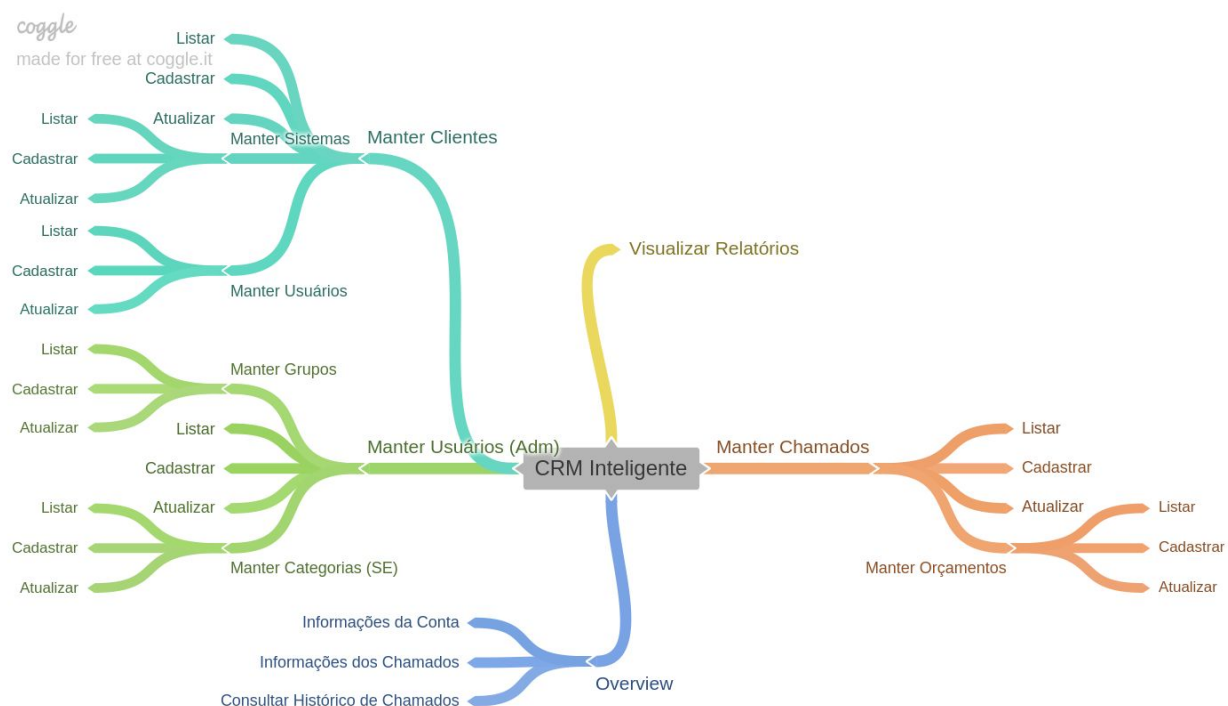 coggle
made for free at coggle.it
Listar
Cadastrar
Atualizar
Manter Sistemas
Listar
Cadastrar
Atualizar
Manter Clientes
Listar
Cadastrar
Atualizar
Manter Usuários
Listar
Cadastrar
Atualizar
Manter Grupos
Listar
Cadastrar
Atualizar
Manter Usuários (Adm)
Listar
Cadastrar
Atualizar
Manter Categorias (SE)
Informações da Conta
Informações dos Chamados
Consultar Histórico de Chamados
Overview
CRM Inteligente
Visualizar Relatórios
Manter Chamados
Listar
Cadastrar
Atualizar
Manter Orçamentos
Listar
Cadastrar
Atualizar